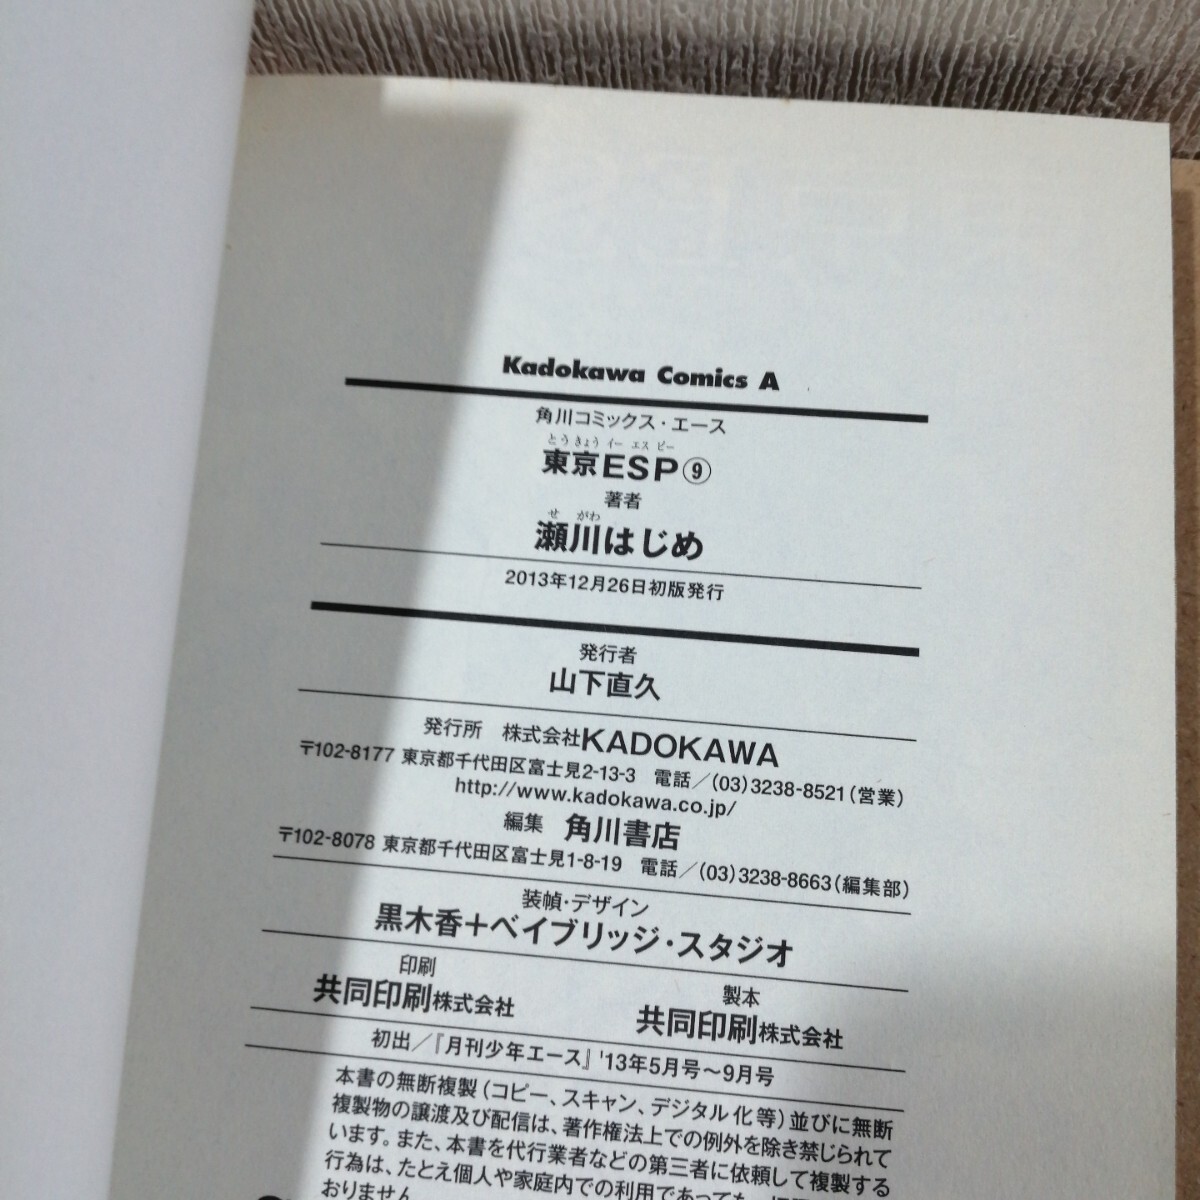 Kadokawa Comics A
角川コミックス・エース
とうきょう イー エス ピー
東京ESP⑨
著者
せ がわ
瀬川はじめ
2013年12月26日初版発行
発行者
山下直久
発行所 株式会社KADOKAWA
〒102-8177 東京都千代田区富士見2-13-3 電話／(03)3238-8521(営業)
http://www.kadokawa.co.jp/
編集 角川書店
〒102-8078 東京都千代田区富士見1-8-19 電話／(03)3238-8663(編集部)
装幀・デザイン
黒木香＋ベイブリッジ・スタジオ
印刷
共同印刷株式会社
製本
共同印刷株式会社
初出／『月刊少年エース』'13年5月号～9月号
本書の無断複製(コピー、スキャン、デジタル化等)並びに無断
複製物の譲渡及び配信は、著作権法上での例外を除き禁じられて
います。また、本書を代行業者などの第三者に依頼して複製する
行為は、たとえ個人や家庭内での利用であっても
おりません